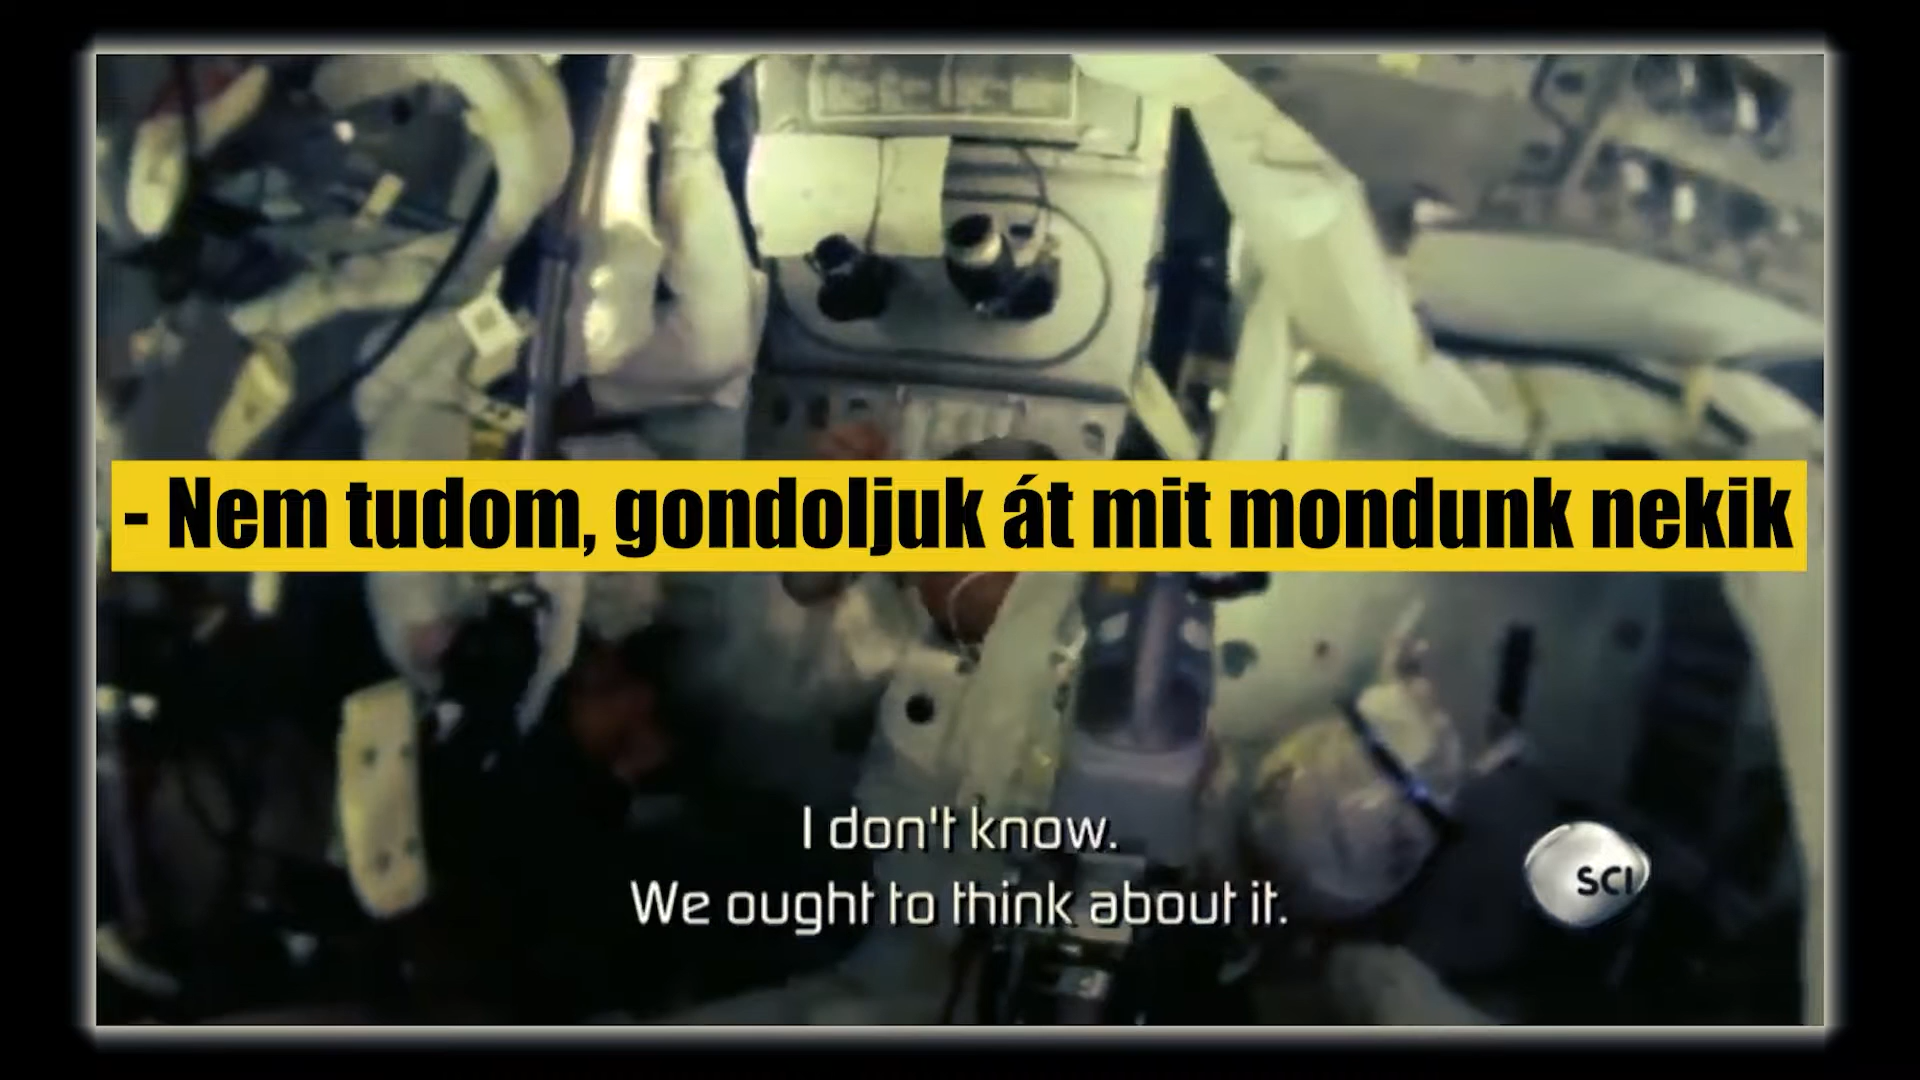 - Nem tudom, gondoljuk át mit mondunk nekik
I don't know.
We ought to think about it.
SCI